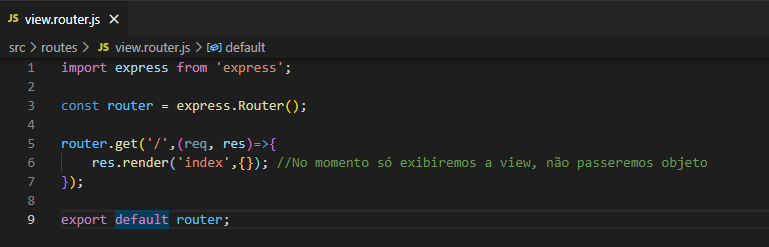 JS view.router.js ×
src > routes > JS view.router.js > default
1 import express from 'express';
2
3 const router = express.Router();
4
5 router.get('/',(req, res)=>{
6 res.render('index',{}); //No momento só exibiremos a view, não passeremos objeto
7 });
8
9 export default router;